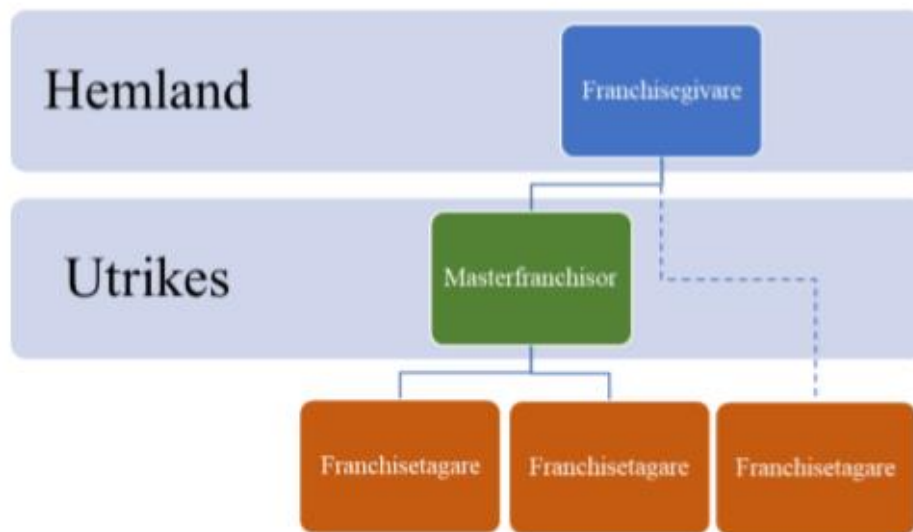 Hemland
Franchisegivare
Utrikes
Masterfranchisor
Franchisetagare
Franchisetagare
Franchisetagare